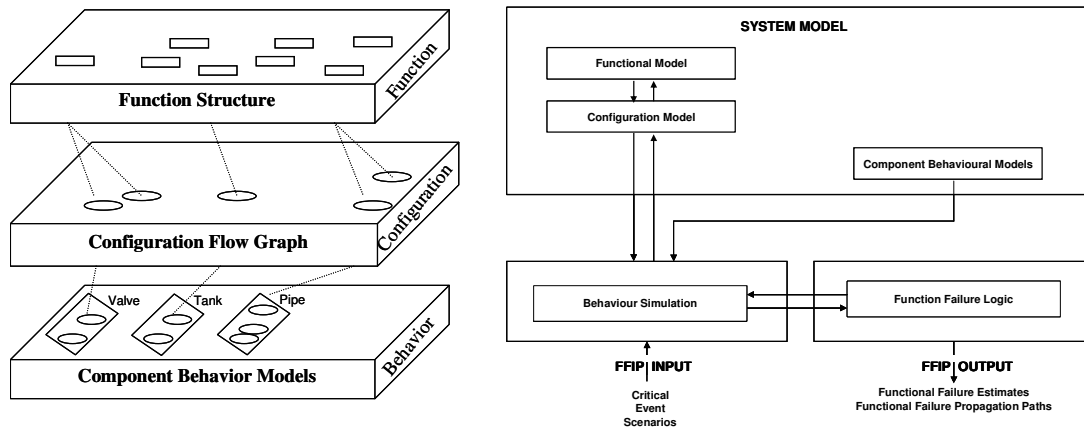 Function Structure
Function
Configuration Flow Graph
Configuration
Valve
Tank
Pipe
Component Behavior Models
Behavior
SYSTEM MODEL
Functional Model
Configuration Model
Component Behavioural Models
Behaviour Simulation
Function Failure Logic
FFIP INPUT
Critical
Event
Scenarios
FFIP OUTPUT
Functional Failure Estimates
Functional Failure Propagation Paths